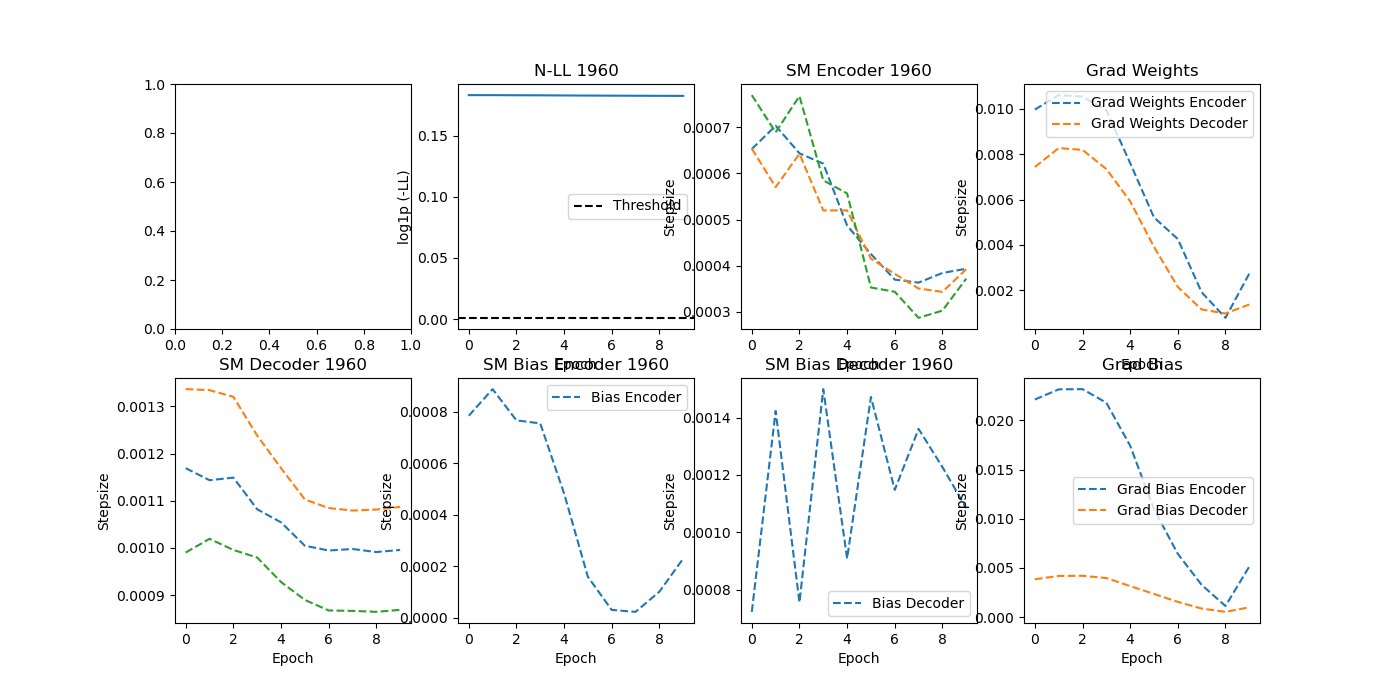 N-LL 1960
SM Encoder 1960
Grad Weights
1.0
0.8
0.6
0.4
0.2
0.0
0.0 0.2 0.4 0.6 0.8 1.0
log1p (-LL)
0.15
0.10
0.05
0.00
Threshold
0 2 4 6 8
Epoch
Stepsize
0.0007
0.0006
0.0005
0.0004
0.0003
0 2 4 6 8
Epoch
Stepsize
0.010
0.008
0.006
0.004
0.002
Grad Weights Encoder
Grad Weights Decoder
0 2 4 6 8
Epoch
SM Decoder 1960
SM Bias Encoder 1960
SM Bias Decoder 1960
Grad Bias
Stepsize
0.0013
0.0012
0.0011
0.0010
0.0009
0 2 4 6 8
Epoch
Stepsize
0.0008
0.0006
0.0004
0.0002
0.0000
Bias Encoder
0 2 4 6 8
Epoch
Stepsize
0.0014
0.0012
0.0010
0.0008
Bias Decoder
0 2 4 6 8
Epoch
Stepsize
0.020
0.015
0.010
0.005
0.000
Grad Bias Encoder
Grad Bias Decoder
0 2 4 6 8
Epoch